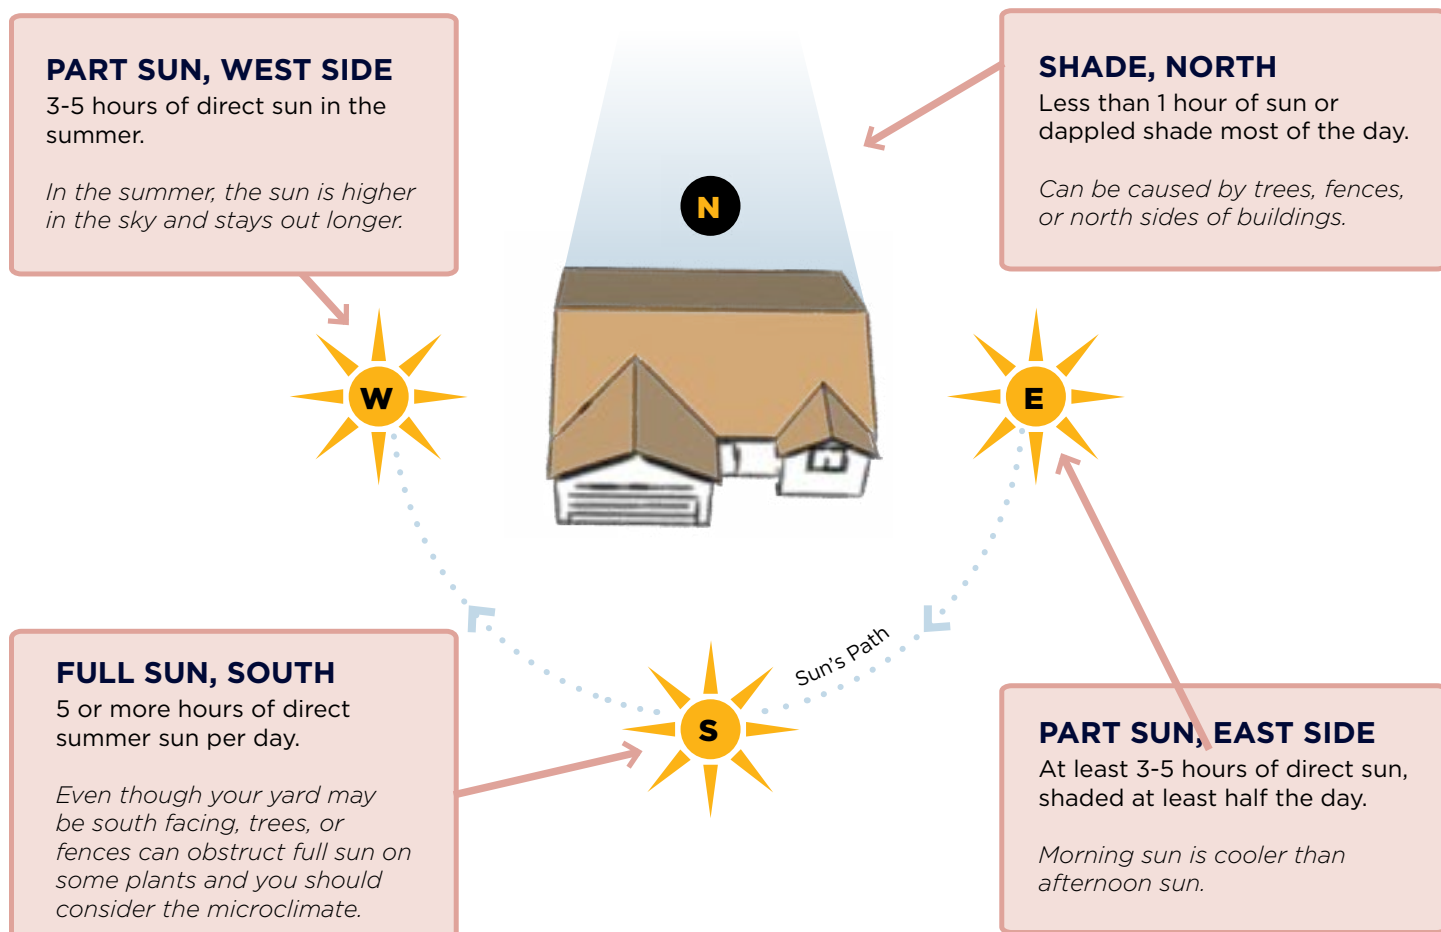 PART SUN, WEST SIDE
3-5 hours of direct sun in the
summer.
In the summer, the sun is higher
in the sky and stays out longer.
SHADE, NORTH
Less than 1 hour of sun or
dappled shade most of the day.
Can be caused by trees, fences,
or north sides of buildings.
N
W
E
S
Sun's Path
FULL SUN, SOUTH
5 or more hours of direct
summer sun per day.
Even though your yard may
be south facing, trees, or
fences can obstruct full sun on
some plants and you should
consider the microclimate.
PART SUN, EAST SIDE
At least 3-5 hours of direct sun,
shaded at least half the day.
Morning sun is cooler than
afternoon sun.